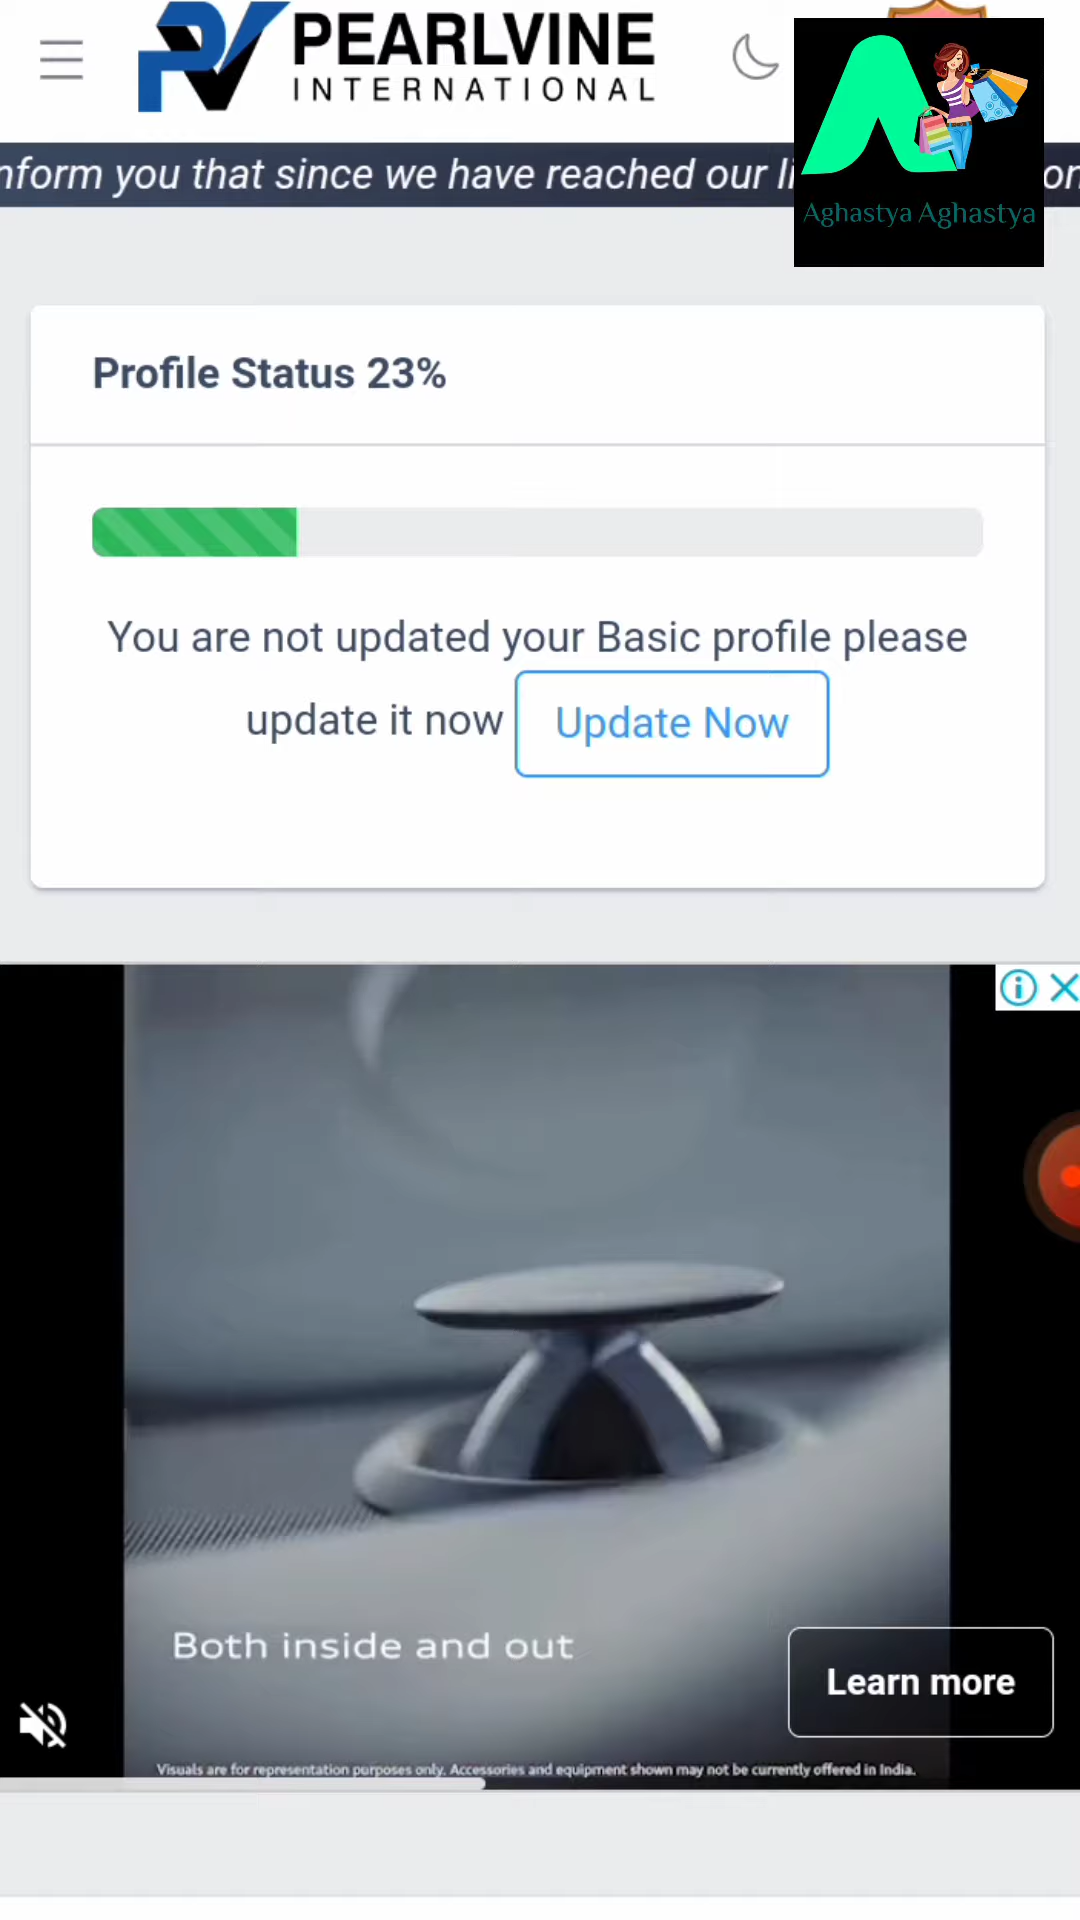 PEARLVINE
INTERNATIONAL
you that since we have reached our
Aghastya Aghastya
Profile Status 23%
You are not updated your Basic profile please
update it now Update Now
Both inside and out
Learn more
Visuals are for representation purposes only. Accessories and equipment shown may not be currently offered in India.